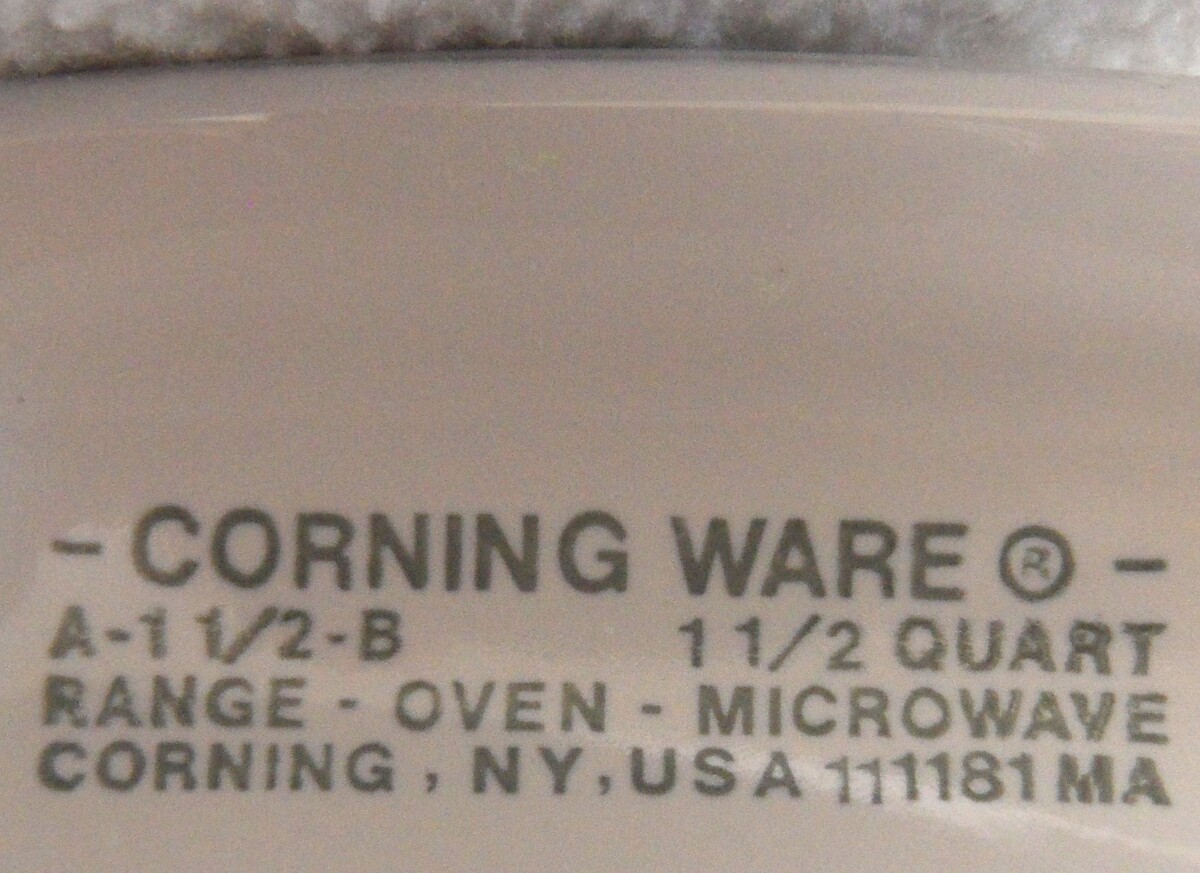 - CORNING WARE ® -
A-1 1/2-B 1 1/2 QUART
RANGE - OVEN - MICROWAVE
CORNING, NY, USA 111181 MA